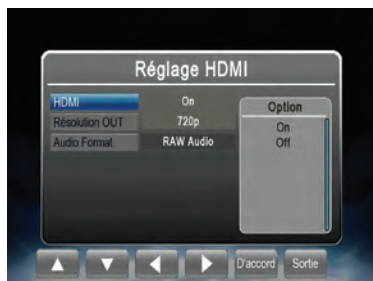 Réglage HDMI
HDMI On
Résolution OUT 720p
Audio Format RAW Audio
Option
On
Off
D'accord Sortie